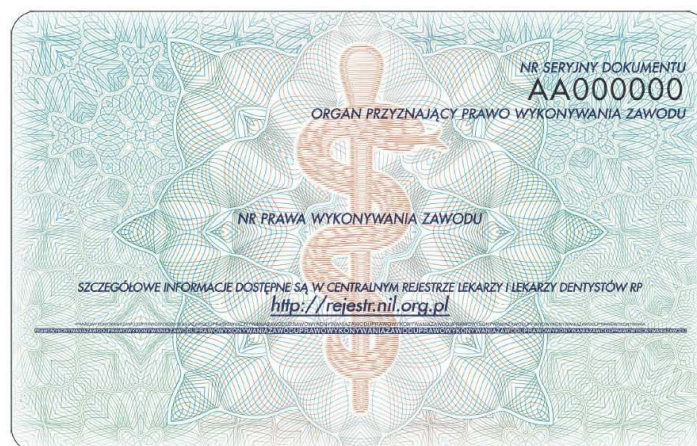 NR SERYJNY DOKUMENTU
AA000000
ORGAN PRZYZNAJĄCY PRAWO WYKONYWANIA ZAWODU
NR PRAWA WYKONYWANIA ZAWODU
SZCZEGÓŁOWE INFORMACJE DOSTĘPNE SĄ W CENTRALNYM REJESTRZE LEKARZY I LEKARZY DENTYSTÓW RP
http://rejestr.nil.org.pl